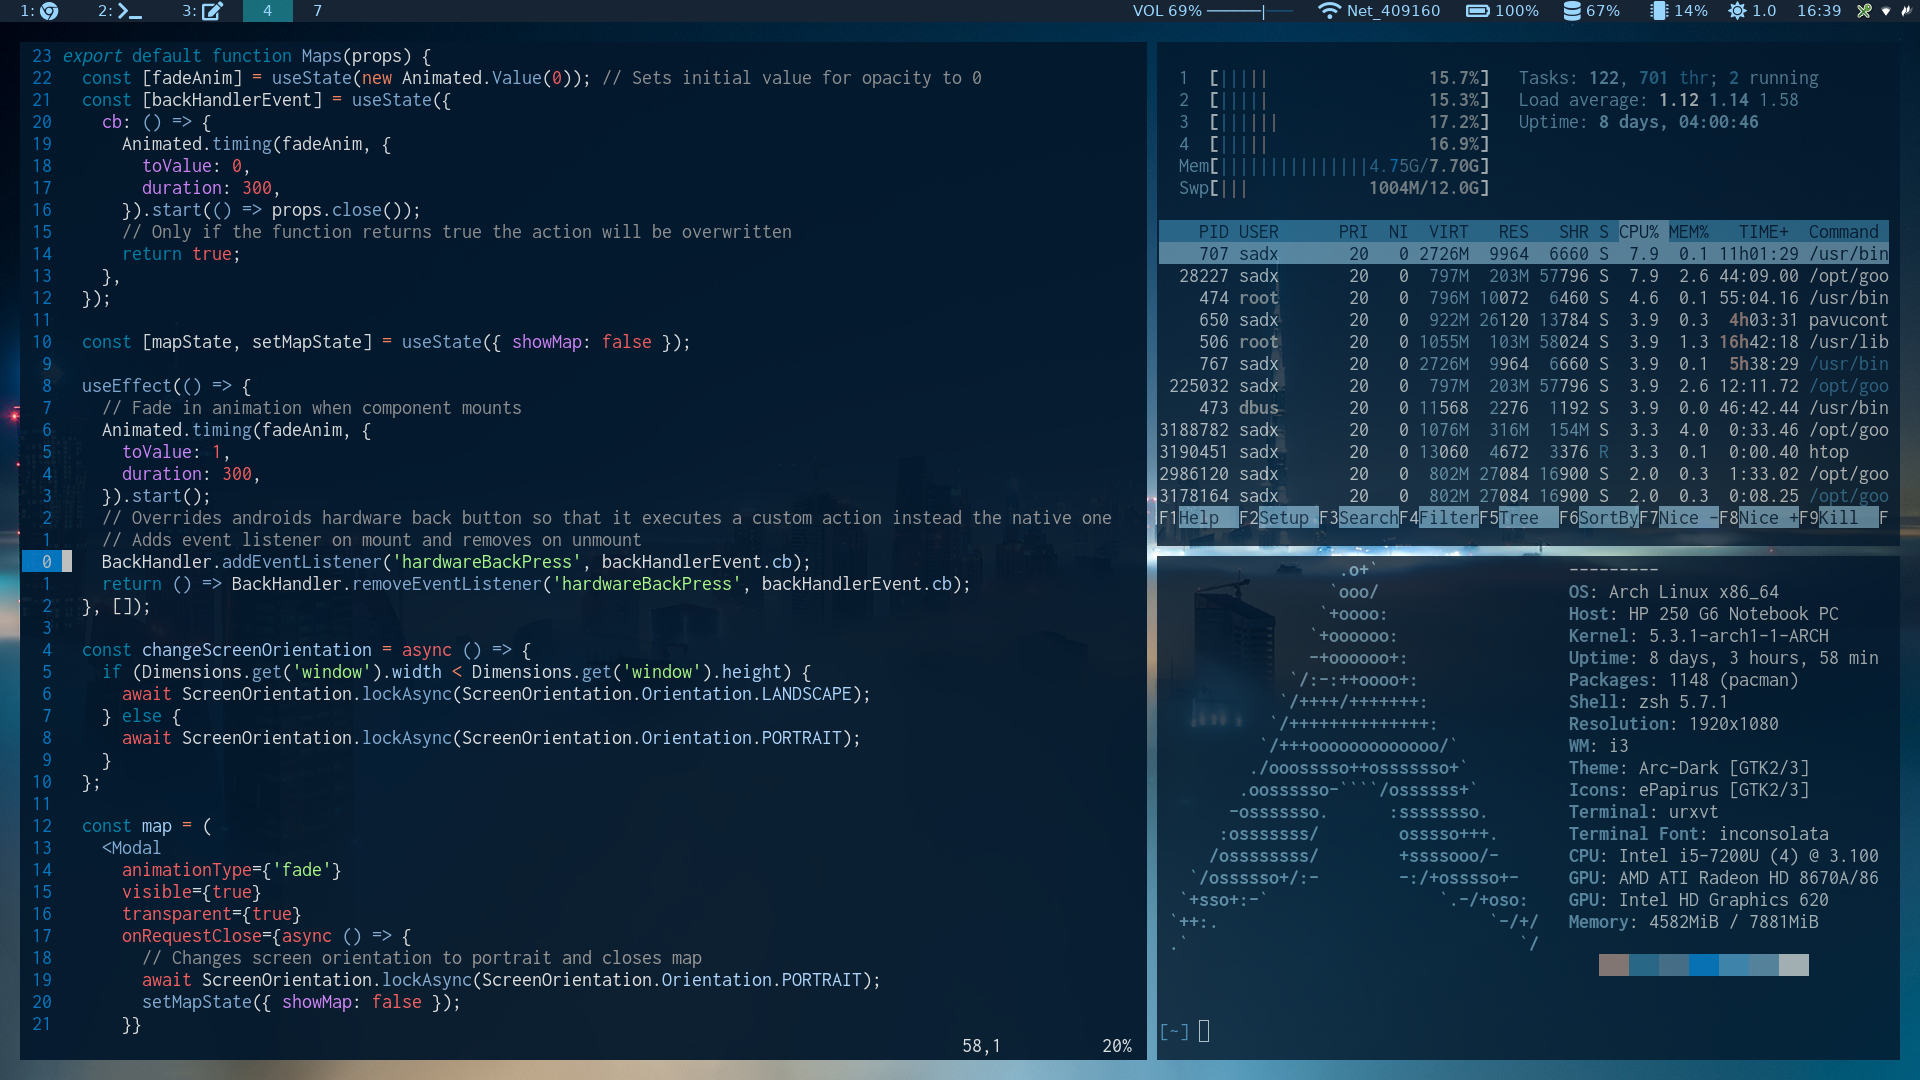 1: 2: 3: 4 7 VOL 69% Net_409160 100% 67% 14% 1.0 16:39
23 export default function Maps(props) {
22 const [fadeAnim] = useState(new Animated.Value(0)); // Sets initial value for opacity to 0
21 const [backHandlerEvent] = useState({
20 cb: () => {
19 Animated.timing(fadeAnim, {
18 toValue: 0,
17 duration: 300,
16 }).start(() => props.close());
15 // Only if the function returns true the action will be overwritten
14 return true;
13 },
12 });
11
10 const [mapState, setMapState] = useState({ showMap: false });
9
8 useEffect(() => {
7 // Fade in animation when component mounts
6 Animated.timing(fadeAnim, {
5 toValue: 1,
4 duration: 300,
3 }).start();
2 // Overrides androids hardware back button so that it executes a custom action instead the native one
1 // Adds event listener on mount and removes on unmount
0 BackHandler.addEventListener('hardwareBackPress', backHandlerEvent.cb);
1 return () => BackHandler.removeEventListener('hardwareBackPress', backHandlerEvent.cb);
2 }, []);
3
4 const changeScreenOrientation = async () => {
5 if (Dimensions.get('window').width < Dimensions.get('window').height) {
6 await ScreenOrientation.lockAsync(ScreenOrientation.Orientation.LANDSCAPE);
7 } else {
8 await ScreenOrientation.lockAsync(ScreenOrientation.Orientation.PORTRAIT);
9 }
10 };
11
12 const map = (
13 <Modal
14 animationType={'fade'}
15 visible={true}
16 transparent={true}
17 onRequestClose={async () => {
18 // Changes screen orientation to portrait and closes map
19 await ScreenOrientation.lockAsync(ScreenOrientation.Orientation.PORTRAIT);
20 setMapState({ showMap: false });
21 }}
58,1 20%
1 [||||| 15.7%] Tasks: 122, 701 thr; 2 running
2 [||||| 15.3%] Load average: 1.12 1.14 1.58
3 [|||||| 17.2%] Uptime: 8 days, 04:00:46
4 [||||| 16.9%]
Mem[|||||||||||||||4.75G/7.70G]
Swp[||| 1004M/12.0G]
PID USER PRI NI VIRT RES SHR S CPU% MEM% TIME+ Command
707 sadx 20 0 2726M 9964 6660 S 7.9 0.1 11h01:29 /usr/bin
28227 sadx 20 0 797M 203M 57796 S 7.9 2.6 44:09.00 /opt/goo
474 root 20 0 796M 10072 6460 S 4.6 0.1 55:04.16 /usr/bin
650 sadx 20 0 922M 26120 13784 S 3.9 0.3 4h03:31 pavucont
506 root 20 0 1055M 103M 58024 S 3.9 1.3 16h42:18 /usr/lib
767 sadx 20 0 2726M 9964 6660 S 3.9 0.1 5h38:29 /usr/bin
225032 sadx 20 0 797M 203M 57796 S 3.9 2.6 12:11.72 /opt/goo
473 dbus 20 0 11568 2276 1192 S 3.9 0.0 46:42.44 /usr/bin
3188782 sadx 20 0 1076M 316M 154M S 3.3 4.0 0:33.46 /opt/goo
3190451 sadx 20 0 13060 4672 3376 R 3.3 0.1 0:00.40 htop
2986120 sadx 20 0 802M 27084 16900 S 2.0 0.3 1:33.02 /opt/goo
3178164 sadx 20 0 802M 27084 16900 S 2.0 0.3 0:08.25 /opt/goo
F1Help F2Setup F3SearchF4FilterF5Tree F6SortByF7Nice -F8Nice +F9Kill F
.o+` ---------
`ooo/ OS: Arch Linux x86_64
`+oooo: Host: HP 250 G6 Notebook PC
`+oooooo: Kernel: 5.3.1-arch1-1-ARCH
-+oooooo+: Uptime: 8 days, 3 hours, 58 min
`/:-:++oooo+: Packages: 1148 (pacman)
`/++++/+++++++: Shell: zsh 5.7.1
`/++++++++++++++: Resolution: 1920x1080
`/+++ooooooooooooo/` WM: i3
./ooosssso++osssssso+` Theme: Arc-Dark [GTK2/3]
.oossssso-````/ossssss+` Icons: ePapirus [GTK2/3]
-osssssso. :ssssssso. Terminal: urxvt
:osssssss/ osssso+++. Terminal Font: inconsolata
/ossssssss/ +ssssooo/- CPU: Intel i5-7200U (4) @ 3.100
`/ossssso+/:- -:/+osssso+- GPU: AMD ATI Radeon HD 8670A/86
`+sso+:-` `.-/+oso: GPU: Intel HD Graphics 620
`++:. `-/+/ Memory: 4582MiB / 7881MiB
.` `/
[~]